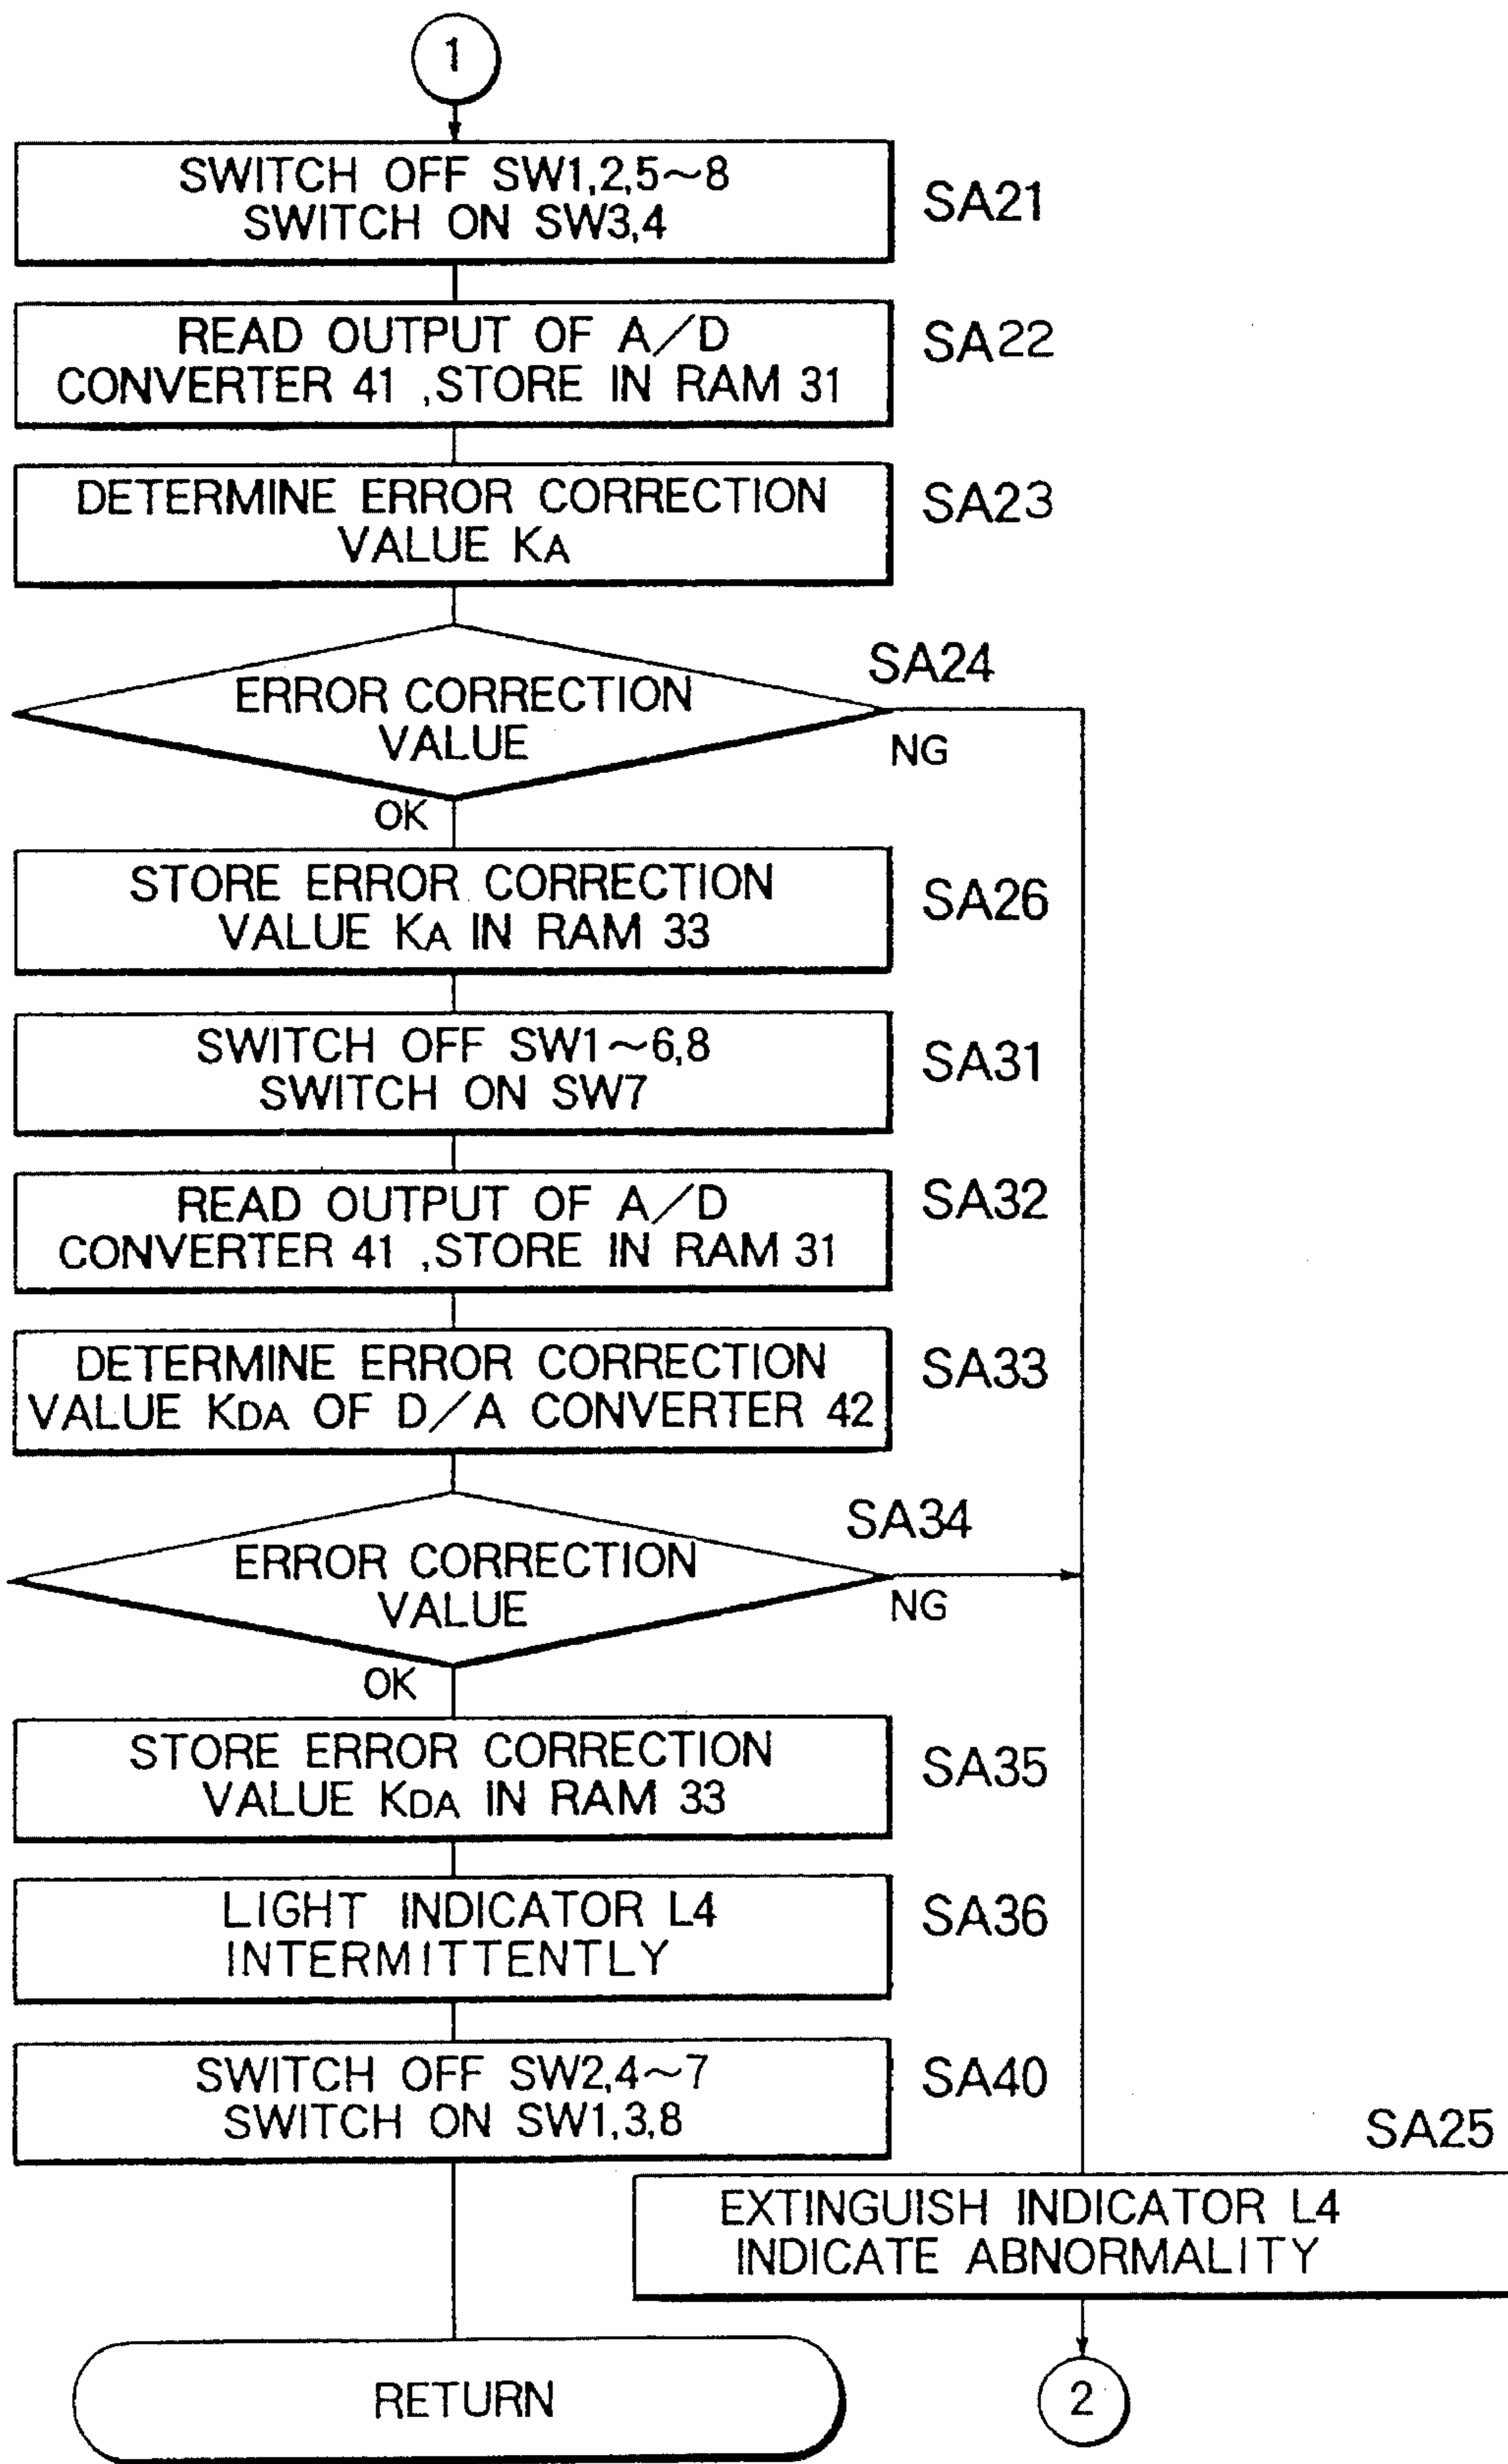 1
SWITCH OFF SW1,2,5~8
SWITCH ON SW3,4
SA21
READ OUTPUT OF A/D
CONVERTER 41 ,STORE IN RAM 31
SA22
DETERMINE ERROR CORRECTION
VALUE KA
SA23
ERROR CORRECTION
VALUE
SA24
NG
OK
STORE ERROR CORRECTION
VALUE KA IN RAM 33
SA26
SWITCH OFF SW1~6,8
SWITCH ON SW7
SA31
READ OUTPUT OF A/D
CONVERTER 41 ,STORE IN RAM 31
SA32
DETERMINE ERROR CORRECTION
VALUE KDA OF D/A CONVERTER 42
SA33
ERROR CORRECTION
VALUE
SA34
NG
OK
STORE ERROR CORRECTION
VALUE KDA IN RAM 33
SA35
LIGHT INDICATOR L4
INTERMITTENTLY
SA36
SWITCH OFF SW2,4~7
SWITCH ON SW1,3,8
SA40
SA25
EXTINGUISH INDICATOR L4
INDICATE ABNORMALITY
RETURN
2